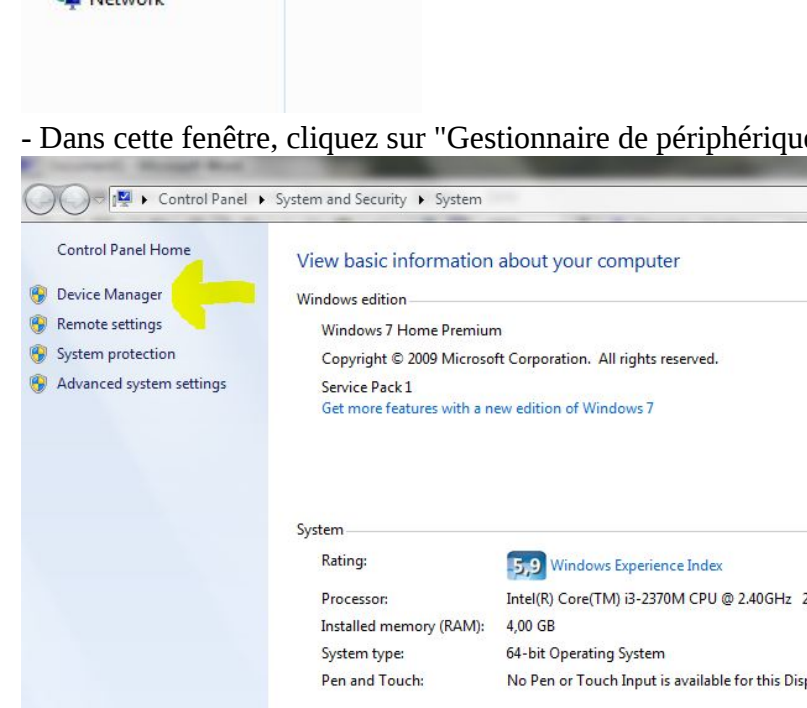 Network
- Dans cette fenêtre, cliquez sur "Gestionnaire de périphérique
Control Panel ▸ System and Security ▸ System
Control Panel Home
Device Manager
Remote settings
System protection
Advanced system settings
View basic information about your computer
Windows edition
Windows 7 Home Premium
Copyright © 2009 Microsoft Corporation. All rights reserved.
Service Pack 1
Get more features with a new edition of Windows 7
System
Rating: 5,9 Windows Experience Index
Processor: Intel(R) Core(TM) i3-2370M CPU @ 2.40GHz 2
Installed memory (RAM): 4,00 GB
System type: 64-bit Operating System
Pen and Touch: No Pen or Touch Input is available for this Disp